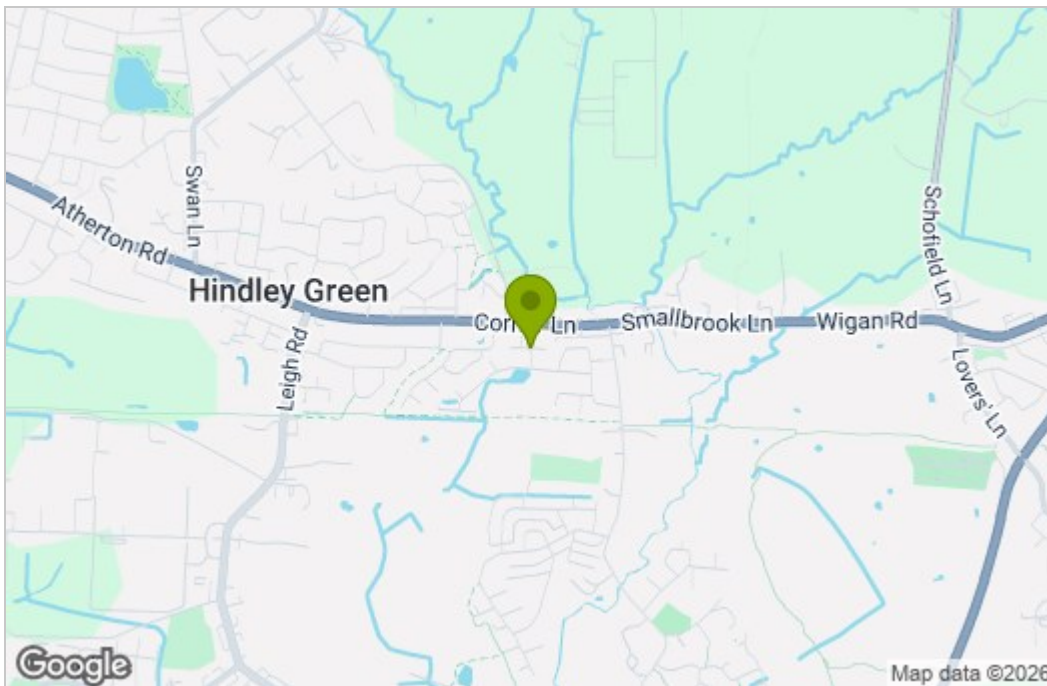 Swan Ln
Atherton Rd
Hindley Green
Leigh Rd
Smallbrook Ln
Wigan Rd
Schofield Ln
Lovers' Ln
Google
Map data ©2026